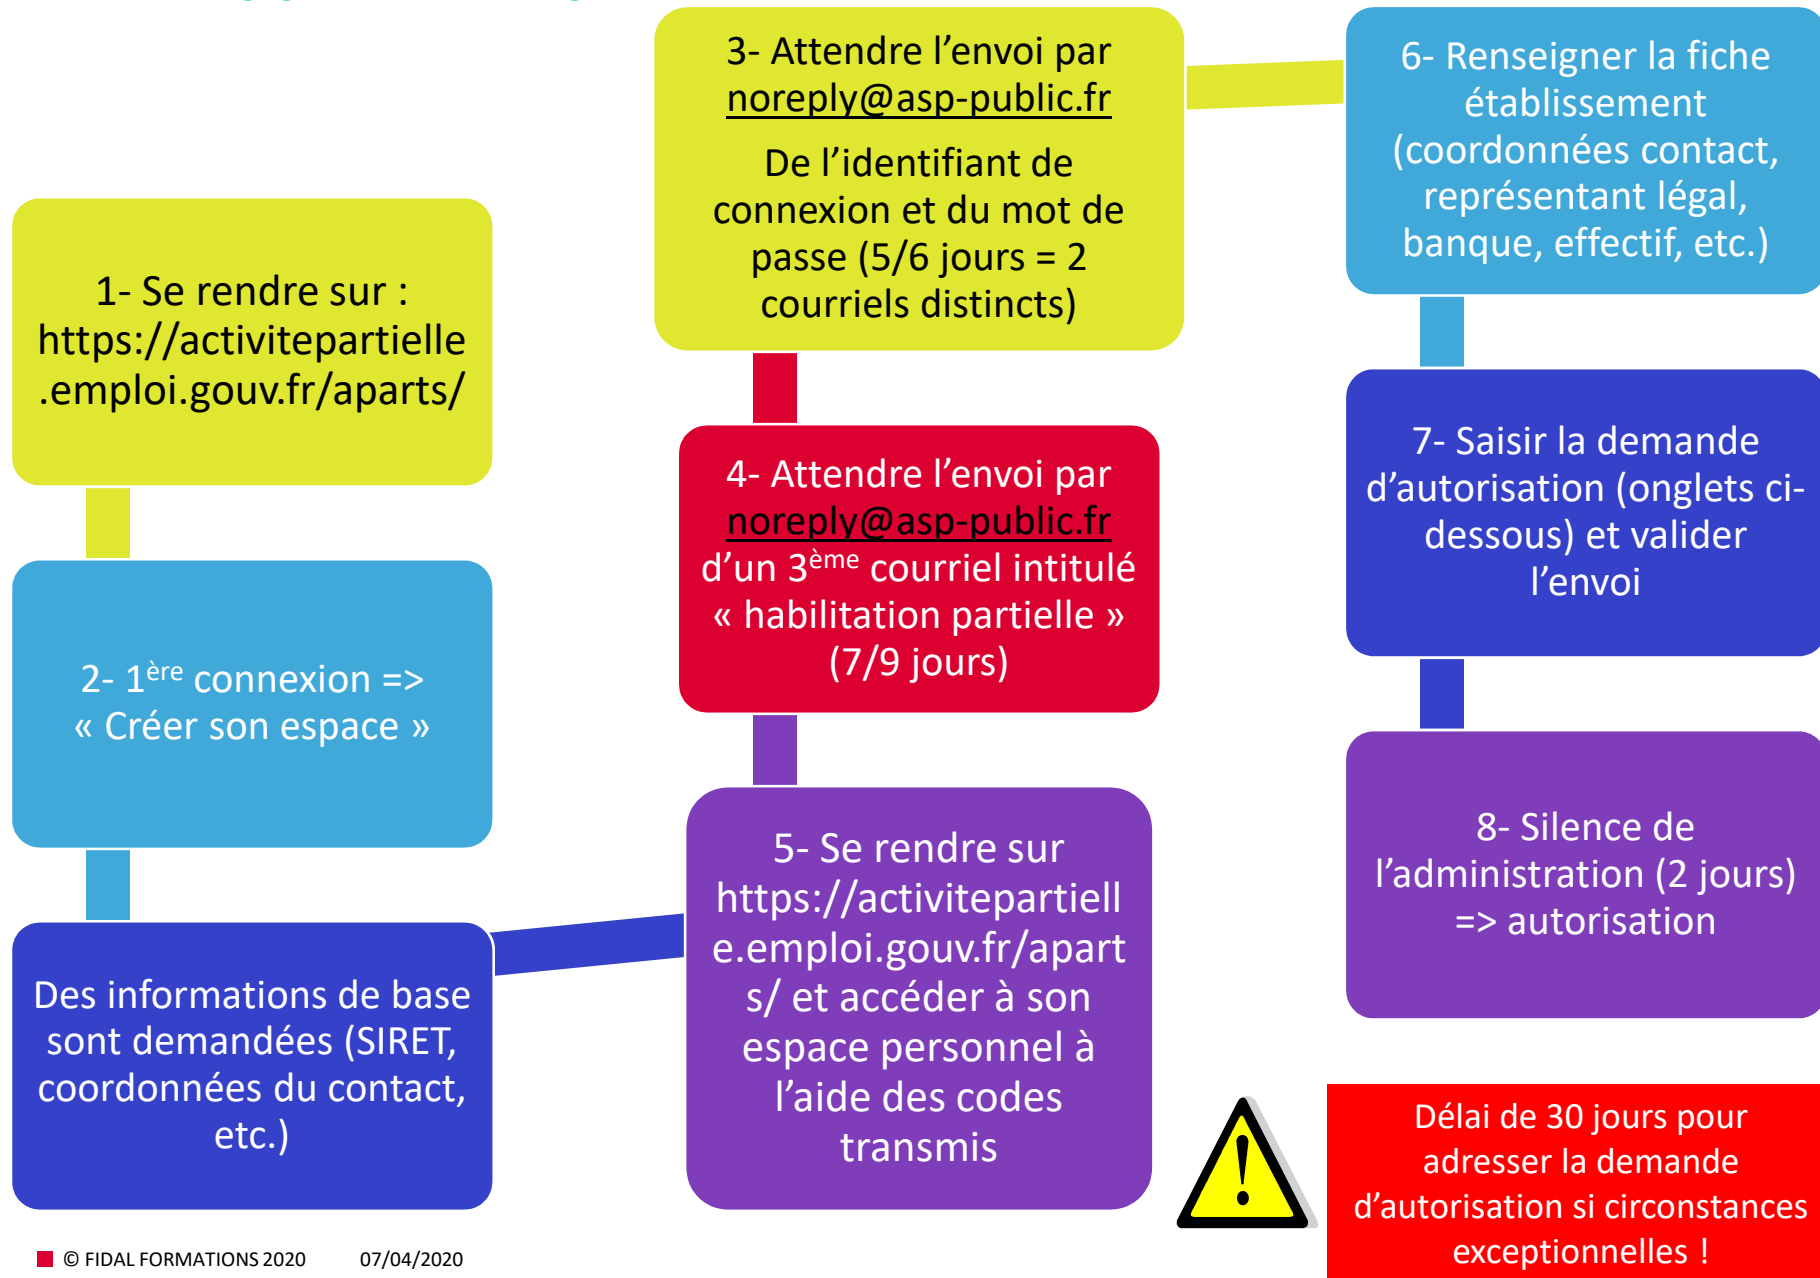 1- Se rendre sur :
https://activitepartielle
.emploi.gouv.fr/aparts/
2- 1ère connexion =>
« Créer son espace »
Des informations de base
sont demandées (SIRET,
coordonnées du contact,
etc.)
3- Attendre l’envoi par
noreply@asp-public.fr
De l’identifiant de
connexion et du mot de
passe (5/6 jours = 2
courriels distincts)
4- Attendre l’envoi par
noreply@asp-public.fr
d’un 3ème courriel intitulé
« habilitation partielle »
(7/9 jours)
5- Se rendre sur
https://activitepartiell
e.emploi.gouv.fr/apart
s/ et accéder à son
espace personnel à
l’aide des codes
transmis
6- Renseigner la fiche
établissement
(coordonnées contact,
représentant légal,
banque, effectif, etc.)
7- Saisir la demande
d’autorisation (onglets ci-
dessous) et valider
l’envoi
8- Silence de
l’administration (2 jours)
=> autorisation
!
Délai de 30 jours pour
adresser la demande
d’autorisation si circonstances
exceptionnelles !
© FIDAL FORMATIONS 2020 07/04/2020